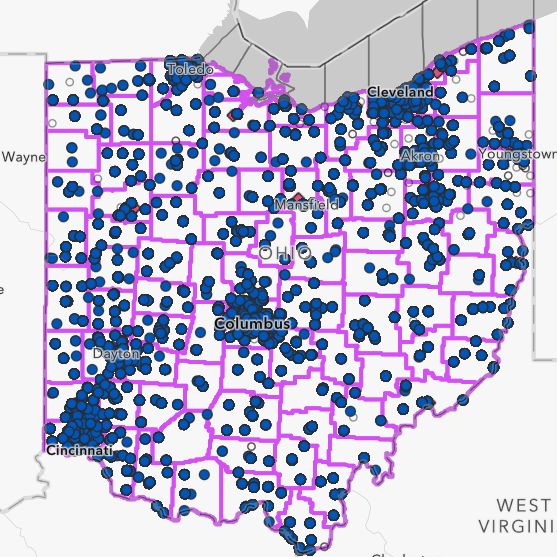 Toledo
Cleveland
Wayne
Akron
Youngstown
Mansfield
OHIO
Columbus
Dayton
Cincinnati
WEST
VIRGINI